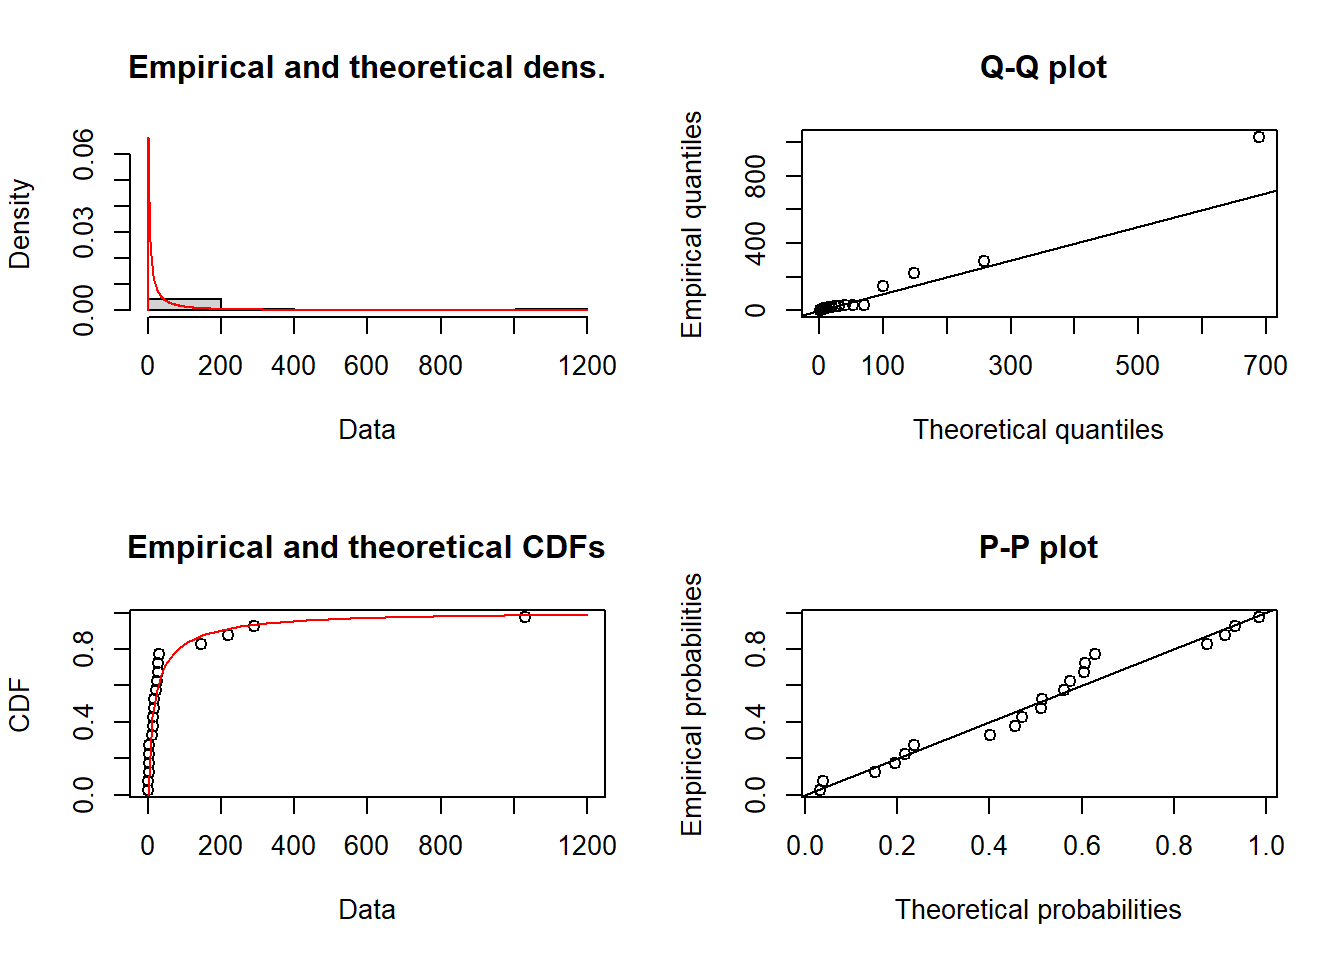 Empirical and theoretical dens.
Density
0.00 0.03 0.06
0 200 400 600 800 1200
Data
Q-Q plot
Empirical quantiles
0 400 800
0 100 300 500 700
Theoretical quantiles
Empirical and theoretical CDFs
CDF
0.0 0.4 0.8
0 200 400 600 800 1200
Data
P-P plot
Empirical probabilities
0.0 0.4 0.8
0.0 0.2 0.4 0.6 0.8 1.0
Theoretical probabilities